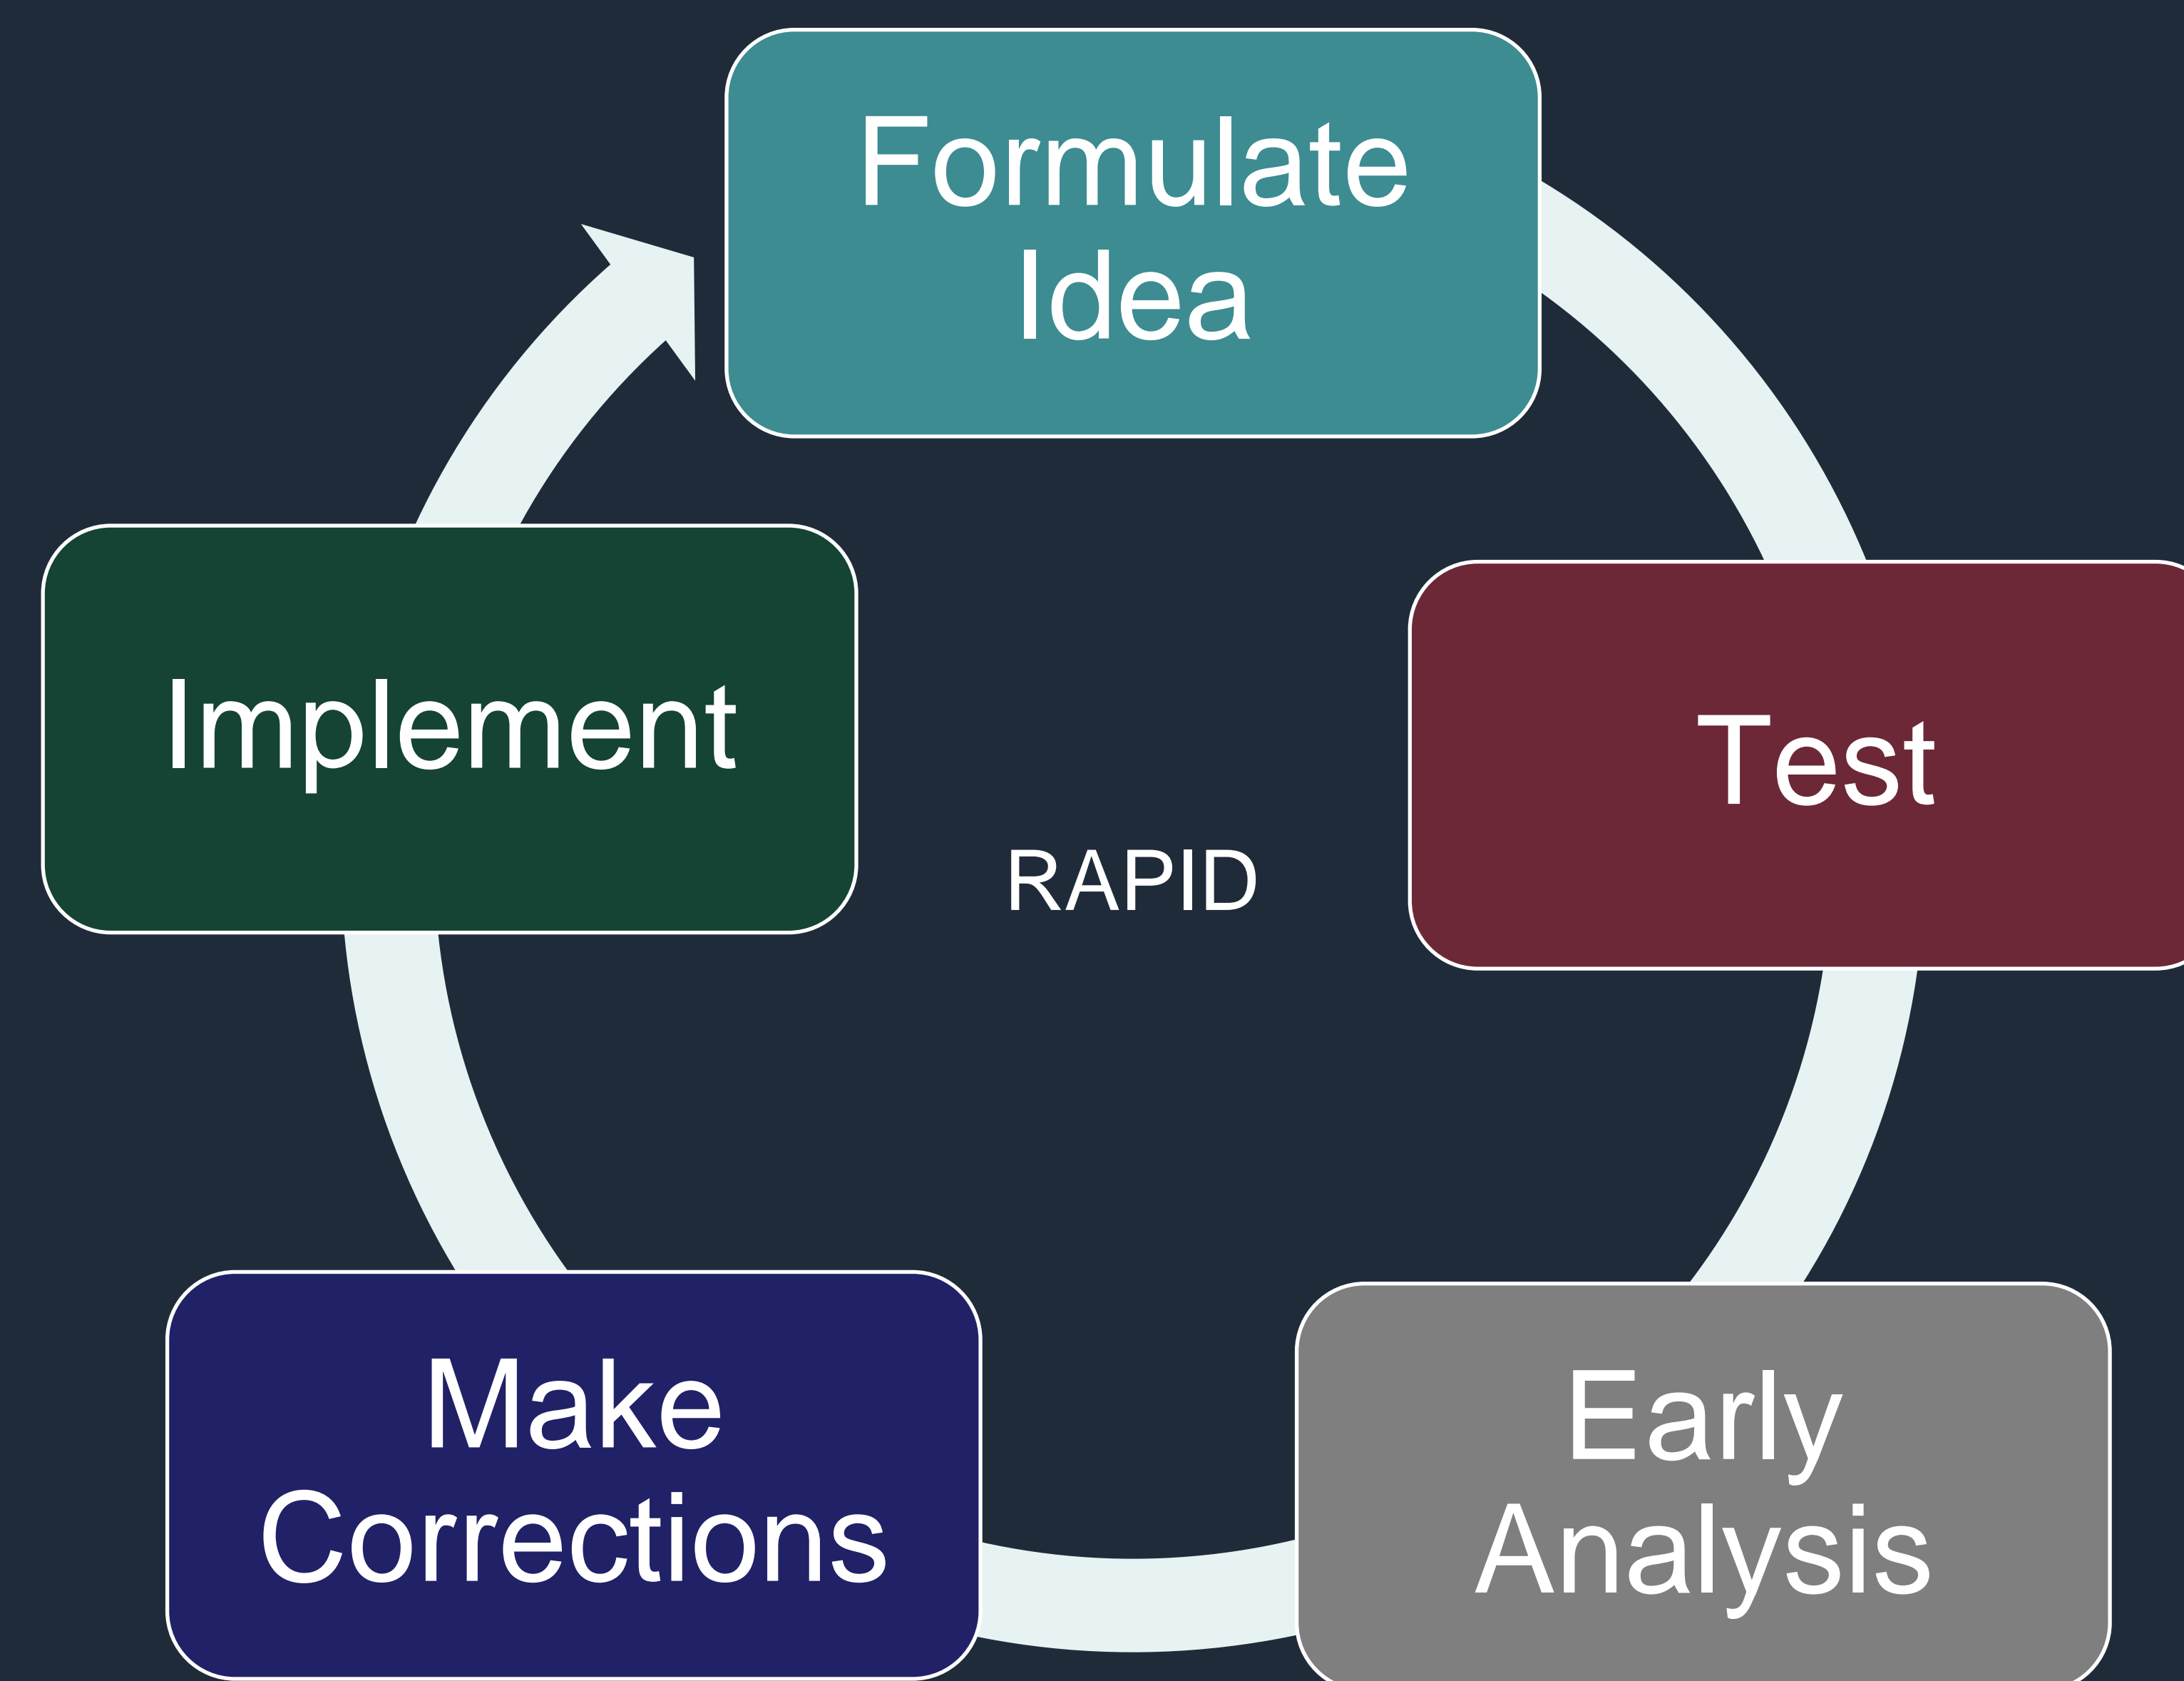 Formulate
Idea
Test
Early
Analysis
Make
Corrections
Implement
RAPID